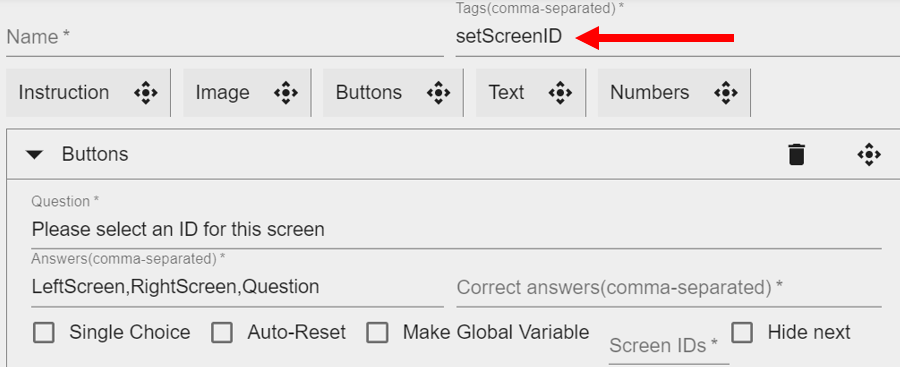 Tags(comma-separated) *
Name * setScreenID
Instruction Image Buttons Text Numbers
Buttons
Question *
Please select an ID for this screen
Answers(comma-separated) *
LeftScreen,RightScreen,Question Correct answers(comma-separated) *
Single Choice Auto-Reset Make Global Variable Screen IDs * Hide next